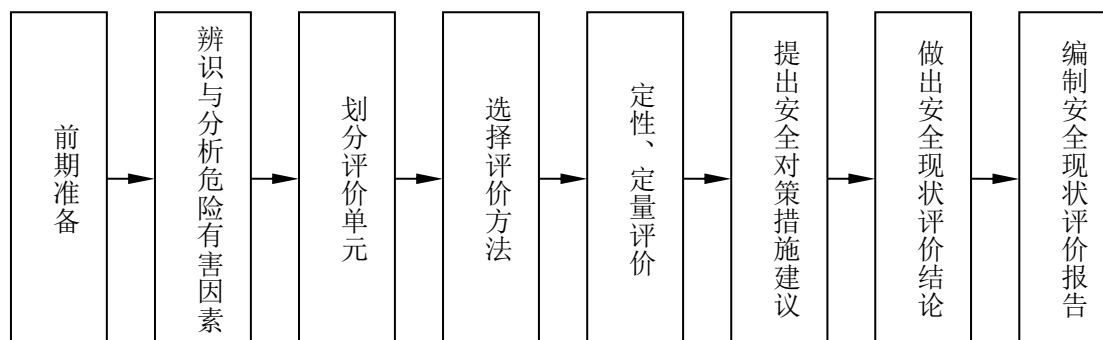 前期准备
辨识与分析危险有害因素
划分评价单元
选择评价方法
定性、定量评价
提出安全对策措施建议
做出安全现状评价结论
编制安全现状评价报告